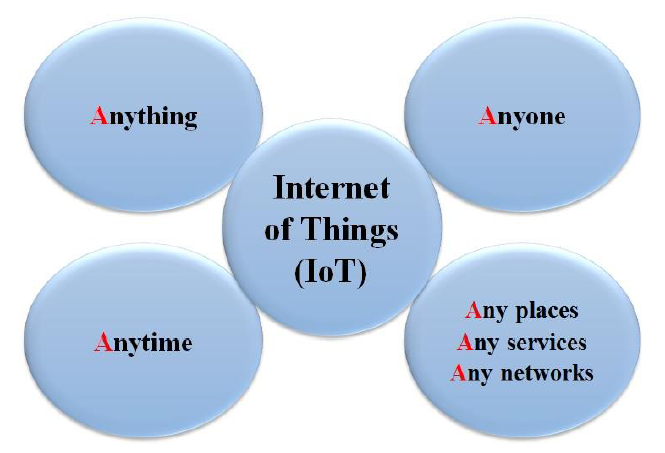 Anything
Anyone
Internet
of Things
(IoT)
Anytime
Any places
Any services
Any networks